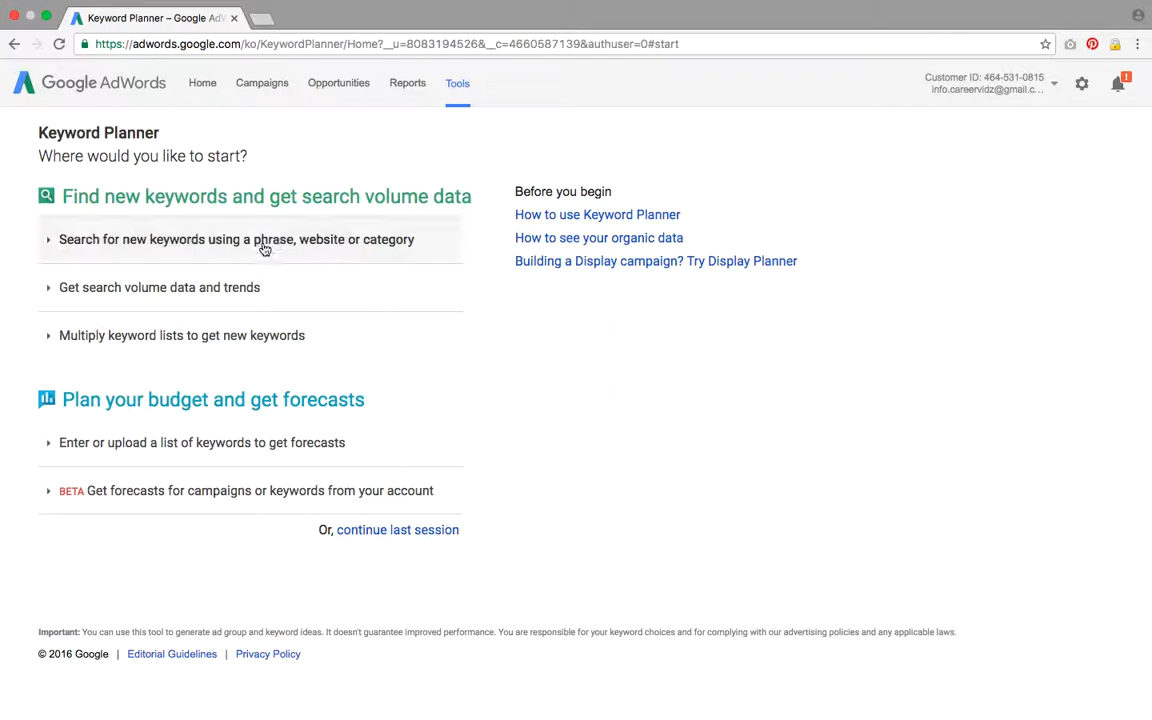 Keyword Planner – Google AdW
https://adwords.google.com/ko/KeywordPlanner/Home?__u=8083194526&__c=4660587139&authuser=0#start
Google AdWords Home Campaigns Opportunities Reports Tools
Customer ID: 464-531-0815
info.careervidz@gmail.c...
!
Keyword Planner
Where would you like to start?
Find new keywords and get search volume data
Search for new keywords using a phrase, website or category
Get search volume data and trends
Multiply keyword lists to get new keywords
Before you begin
How to use Keyword Planner
How to see your organic data
Building a Display campaign? Try Display Planner
Plan your budget and get forecasts
Enter or upload a list of keywords to get forecasts
BETA Get forecasts for campaigns or keywords from your account
Or, continue last session
Important: You can use this tool to generate ad group and keyword ideas. It doesn't guarantee improved performance. You are responsible for your keyword choices and for complying with our advertising policies and any applicable laws.
© 2016 Google | Editorial Guidelines | Privacy Policy